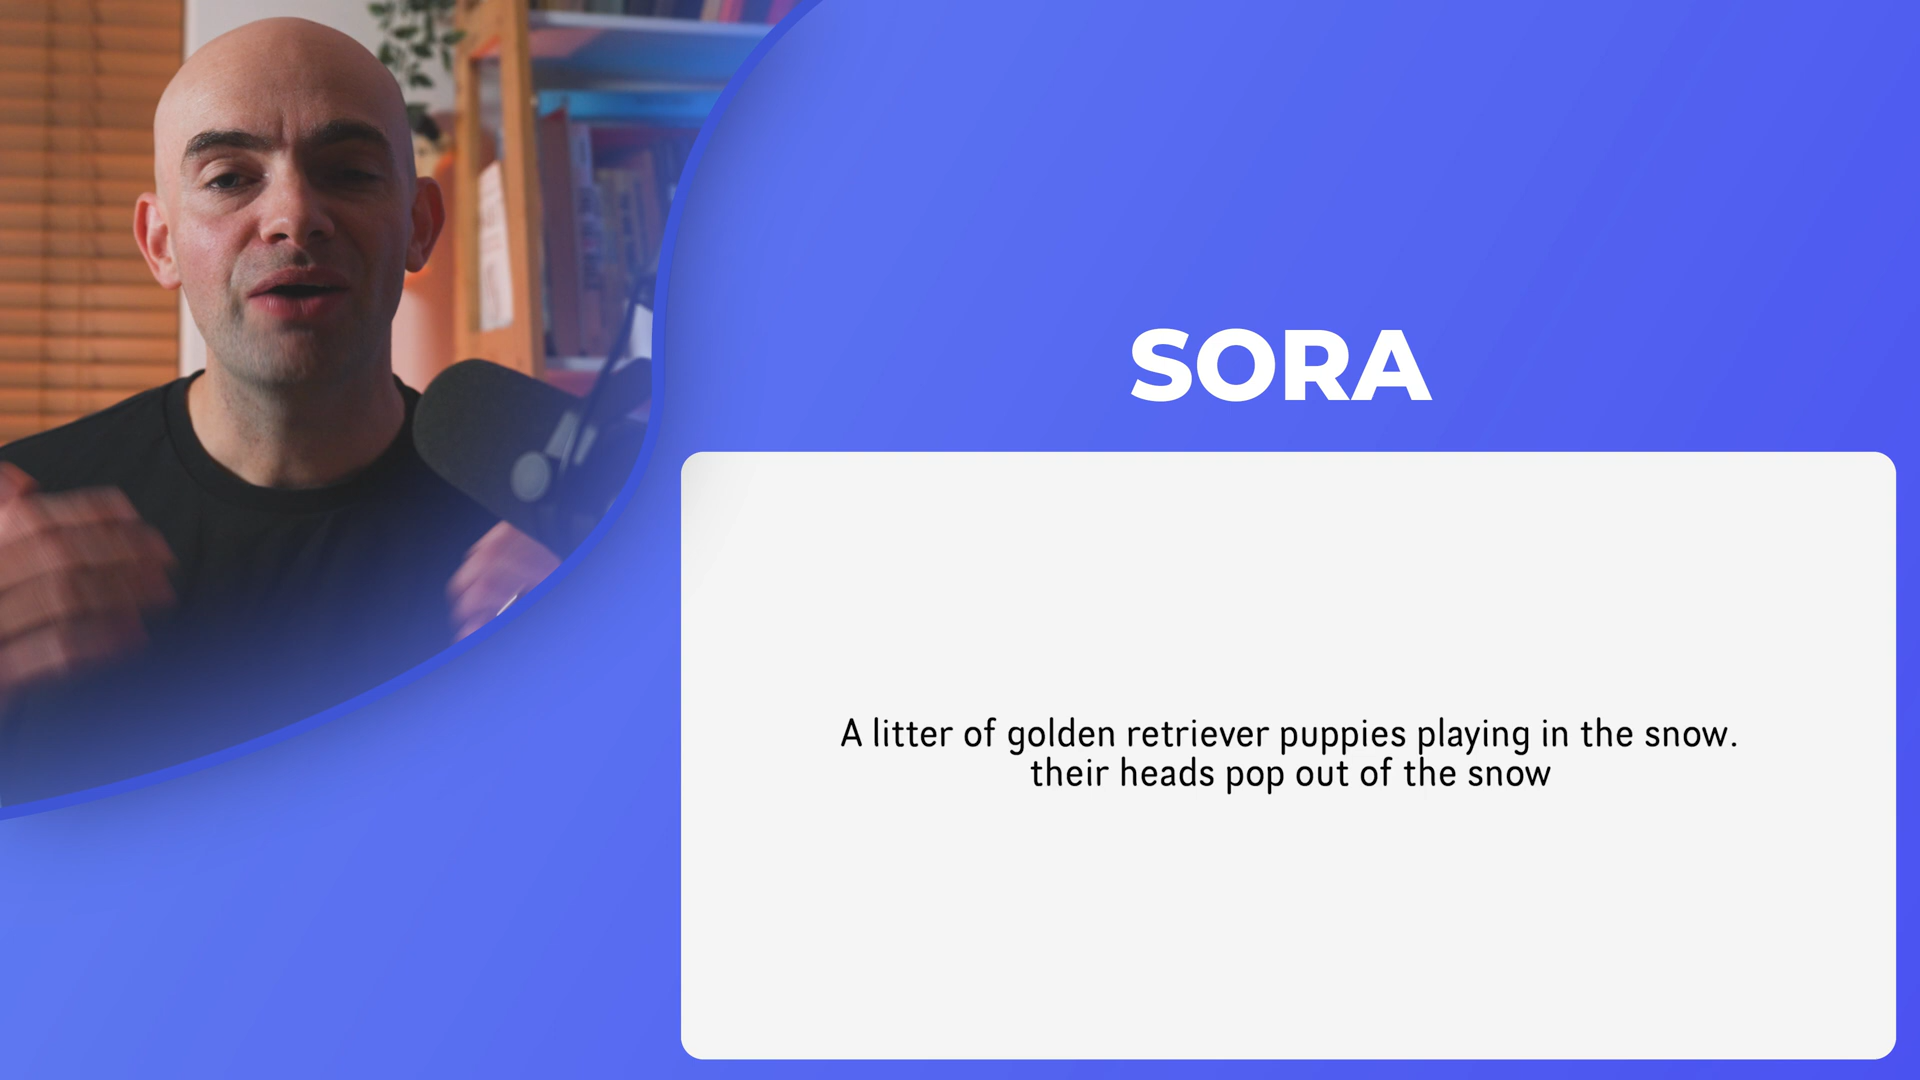 SORA
A litter of golden retriever puppies playing in the snow.
their heads pop out of the snow